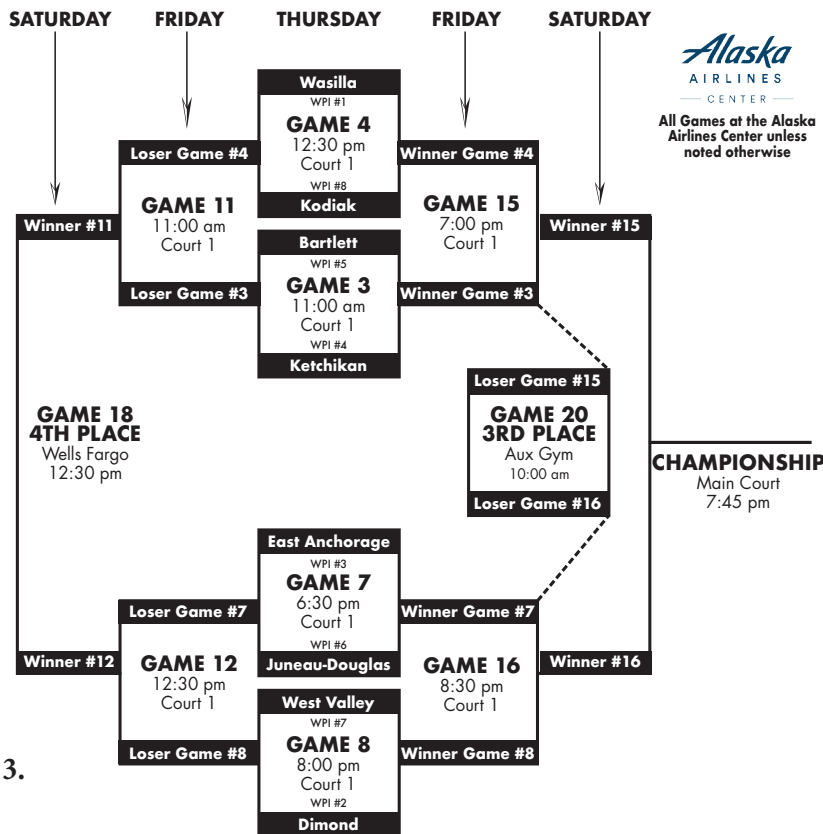 SATURDAY FRIDAY THURSDAY FRIDAY SATURDAY
Alaska
AIRLINES
CENTER
All Games at the Alaska
Airlines Center unless
noted otherwise
Wasilla
WPI #1
GAME 4
12:30 pm
Court 1
WPI #8
Kodiak
Loser Game #4
GAME 11
11:00 am
Court 1
Loser Game #3
Winner Game #4
GAME 15
7:00 pm
Court 1
Winner Game #3
Winner #11
Winner #15
Bartlett
WPI #5
GAME 3
11:00 am
Court 1
WPI #4
Ketchikan
GAME 18
4TH PLACE
Wells Fargo
12:30 pm
Loser Game #15
GAME 20
3RD PLACE
Aux Gym
10:00 am
Loser Game #16
CHAMPIONSHIP
Main Court
7:45 pm
East Anchorage
WPI #3
GAME 7
6:30 pm
Court 1
WPI #6
Juneau-Douglas
Loser Game #7
GAME 12
12:30 pm
Court 1
Loser Game #8
Winner Game #7
GAME 16
8:30 pm
Court 1
Winner Game #8
Winner #12
Winner #16
West Valley
WPI #7
GAME 8
8:00 pm
Court 1
WPI #2
Dimond
3.